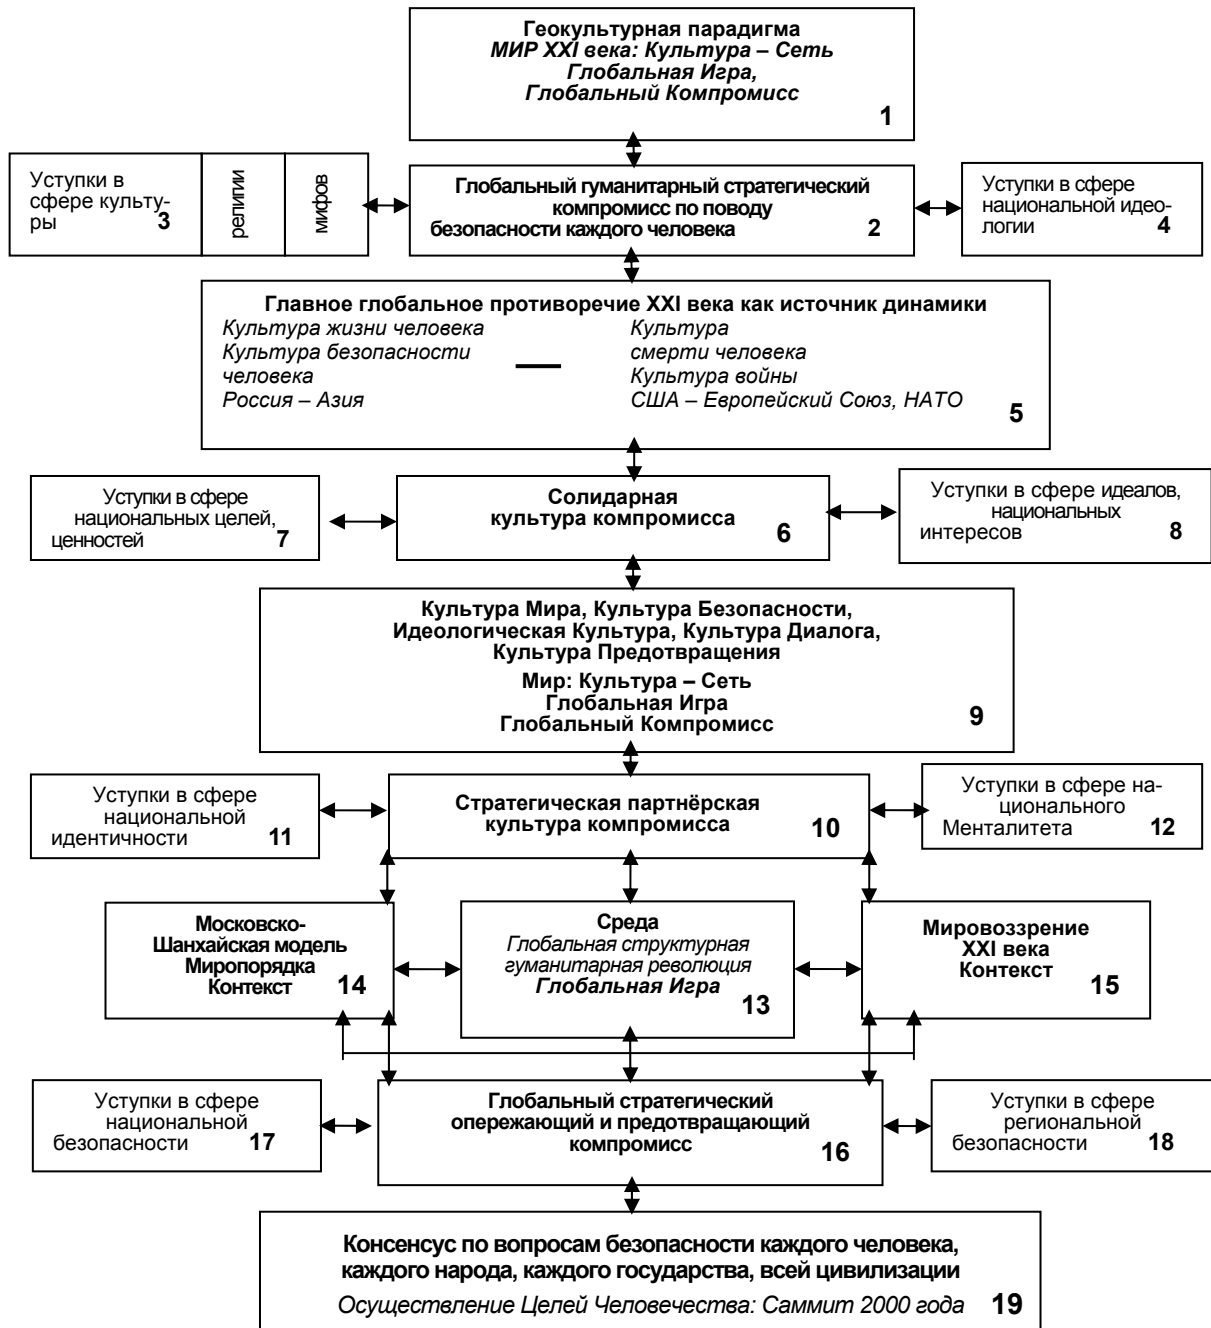 Геокультурная парадигма
МИР XXI века: Культура – Сеть
Глобальная Игра,
Глобальный Компромисс
1
Уступки в
сфере культу-
ры 3
религии
мифов
Глобальный гуманитарный стратегический
компромисс по поводу
безопасности каждого человека 2
Уступки в сфере
национальной идео-
логии 4
Главное глобальное противоречие XXI века как источник динамики
Культура жизни человека
Культура безопасности
человека
Россия – Азия
—
Культура
смерти человека
Культура войны
США – Европейский Союз, НАТО
5
Уступки в сфере
национальных целей,
ценностей 7
Солидарная
культура компромисса
6
Уступки в сфере идеалов,
национальных
интересов 8
Культура Мира, Культура Безопасности,
Идеологическая Культура, Культура Диалога,
Культура Предотвращения
Мир: Культура – Сеть
Глобальная Игра
Глобальный Компромисс
9
Уступки в сфере
национальной
идентичности 11
Стратегическая партнёрская
культура компромисса 10
Уступки в сфере на-
ционального
Менталитета 12
Московско-
Шанхайская модель
Миропорядка
Контекст 14
Среда
Глобальная структурная
гуманитарная революция
Глобальная Игра
13
Мировоззрение
XXI века
Контекст
15
Уступки в сфере
национальной
безопасности 17
Глобальный стратегический
опережающий и предотвращающий
компромисс 16
Уступки в сфере
региональной
безопасности 18
Консенсус по вопросам безопасности каждого человека,
каждого народа, каждого государства, всей цивилизации
Осуществление Целей Человечества: Саммит 2000 года 19